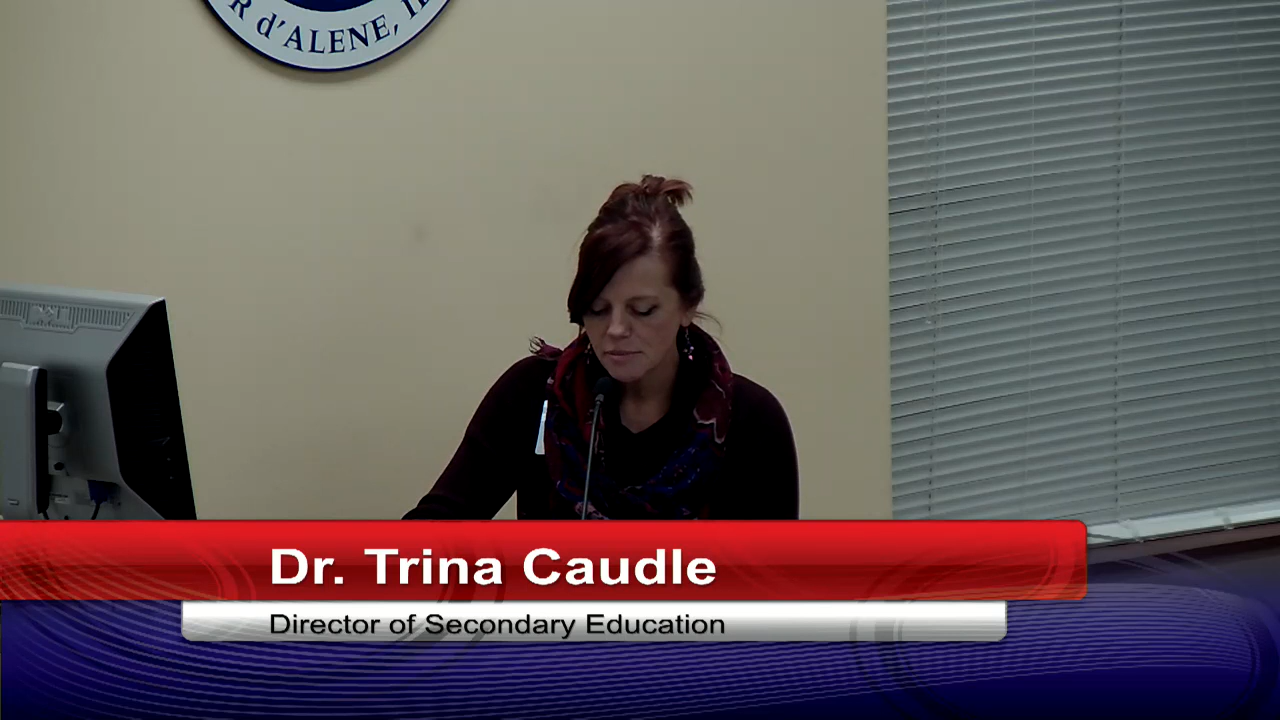 R d'ALENE, I
Dr. Trina Caudle
Director of Secondary Education